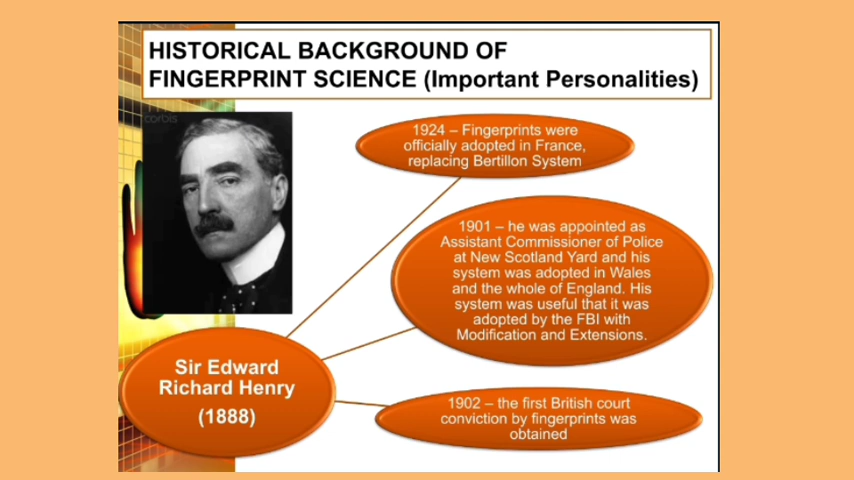 HISTORICAL BACKGROUND OF
FINGERPRINT SCIENCE (Important Personalities)
corbis
1924 – Fingerprints were
officially adopted in France,
replacing Bertillon System
1901 – he was appointed as
Assistant Commissioner of Police
at New Scotland Yard and his
system was adopted in Wales
and the whole of England. His
system was useful that it was
adopted by the FBI with
Modification and Extensions.
Sir Edward
Richard Henry
(1888)
1902 – the first British court
conviction by fingerprints was
obtained